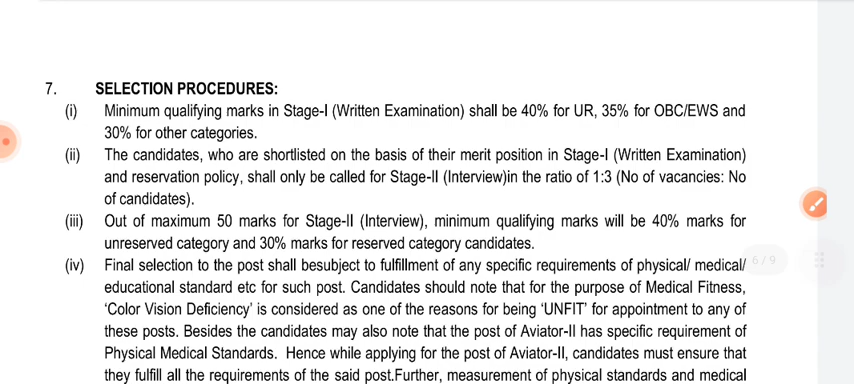 7. SELECTION PROCEDURES:
(i) Minimum qualifying marks in Stage-I (Written Examination) shall be 40% for UR, 35% for OBC/EWS and
30% for other categories.
(ii) The candidates, who are shortlisted on the basis of their merit position in Stage-I (Written Examination)
and reservation policy, shall only be called for Stage-II (Interview)in the ratio of 1:3 (No of vacancies: No
of candidates).
(iii) Out of maximum 50 marks for Stage-II (Interview), minimum qualifying marks will be 40% marks for
unreserved category and 30% marks for reserved category candidates.
(iv) Final selection to the post shall besubject to fulfillment of any specific requirements of physical/ medical/
6 / 9
educational standard etc for such post. Candidates should note that for the purpose of Medical Fitness,
'Color Vision Deficiency' is considered as one of the reasons for being 'UNFIT' for appointment to any of
these posts. Besides the candidates may also note that the post of Aviator-II has specific requirement of
Physical Medical Standards. Hence while applying for the post of Aviator-II, candidates must ensure that
they fulfill all the requirements of the said post.Further, measurement of physical standards and medical